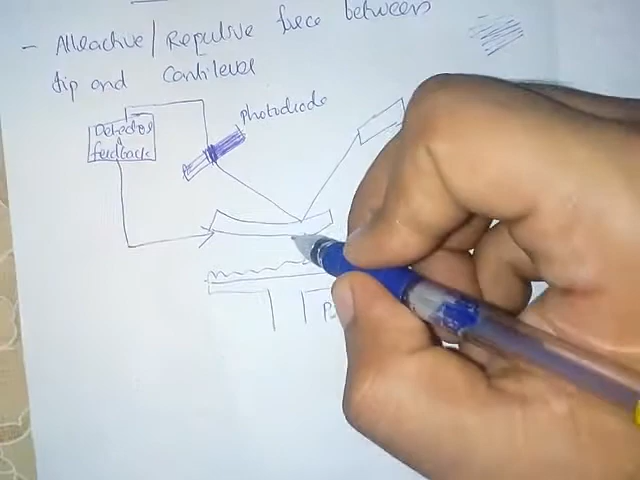 - Attractive/Repulsive force between
tip and Cantilever
photodiode
Detector
&
feedback